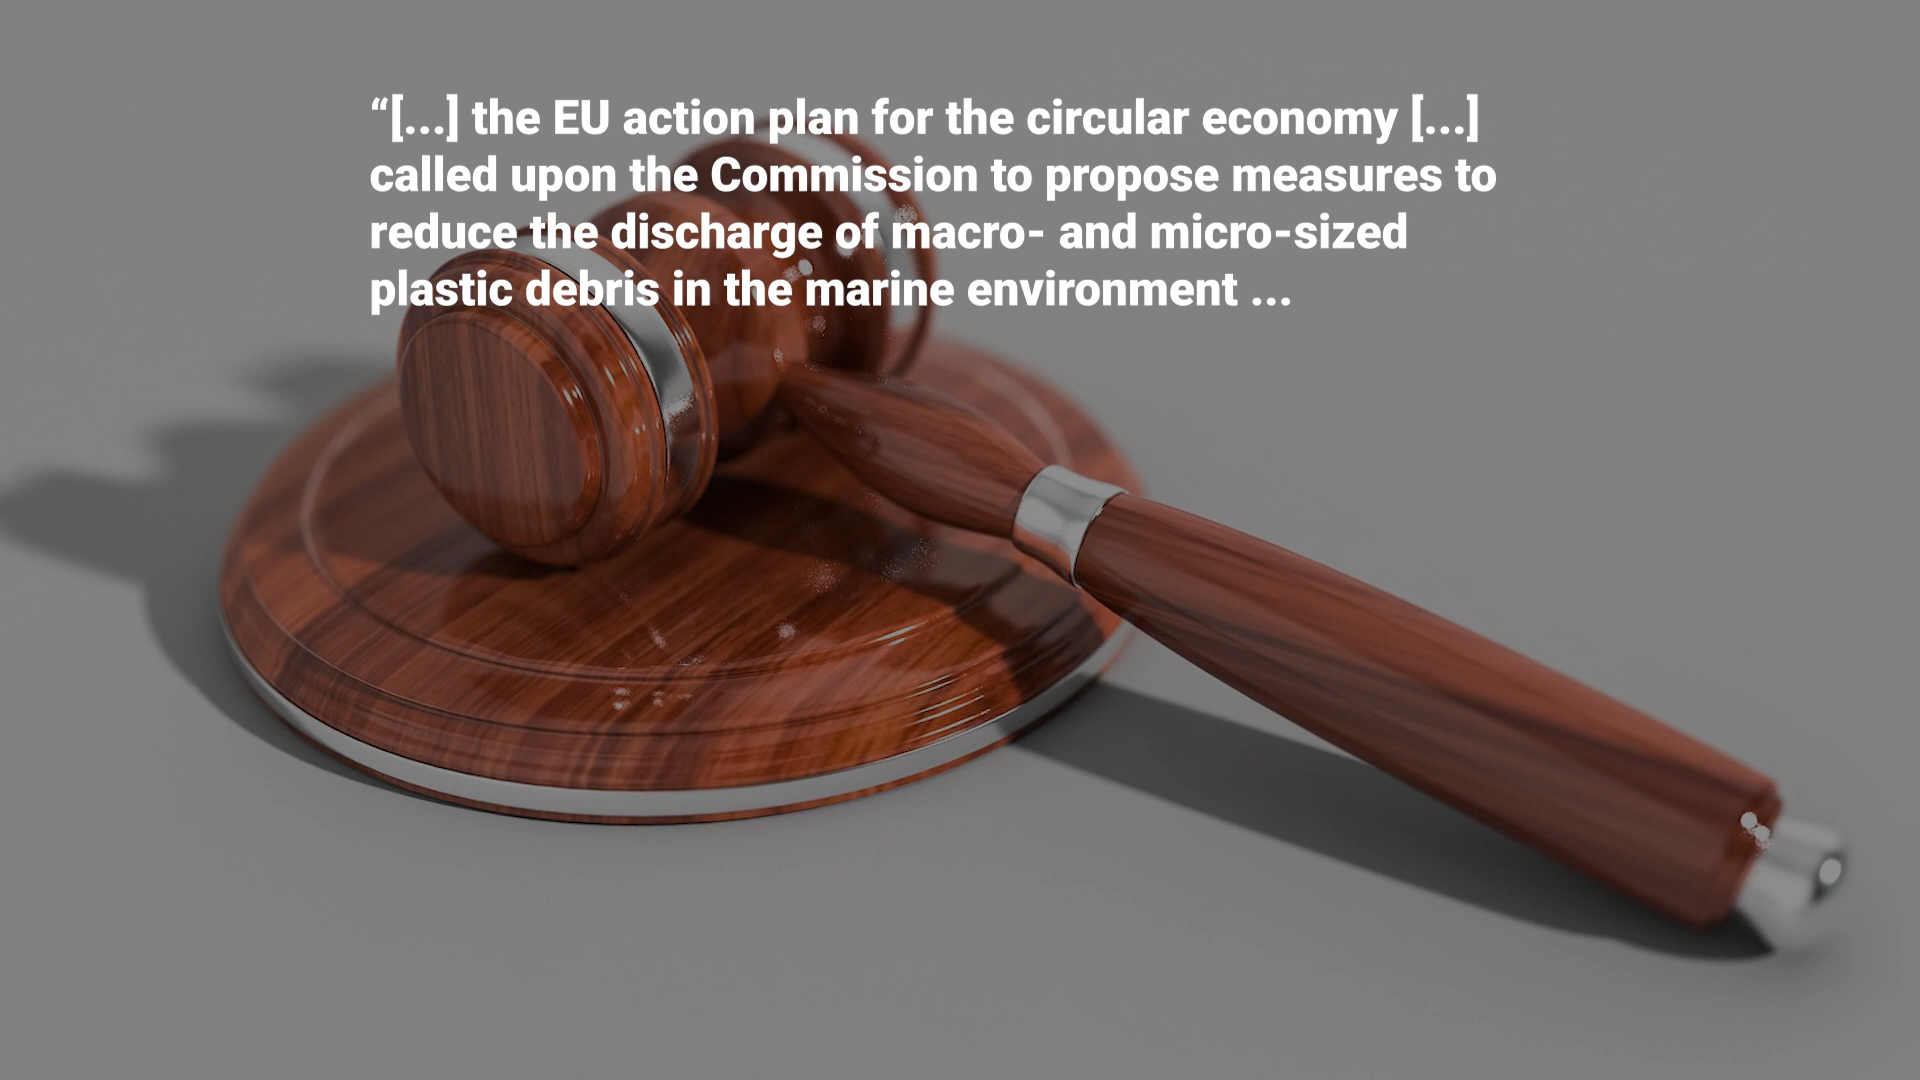 “[...] the EU action plan for the circular economy [...]
called upon the Commission to propose measures to
reduce the discharge of macro- and micro-sized
plastic debris in the marine environment ...